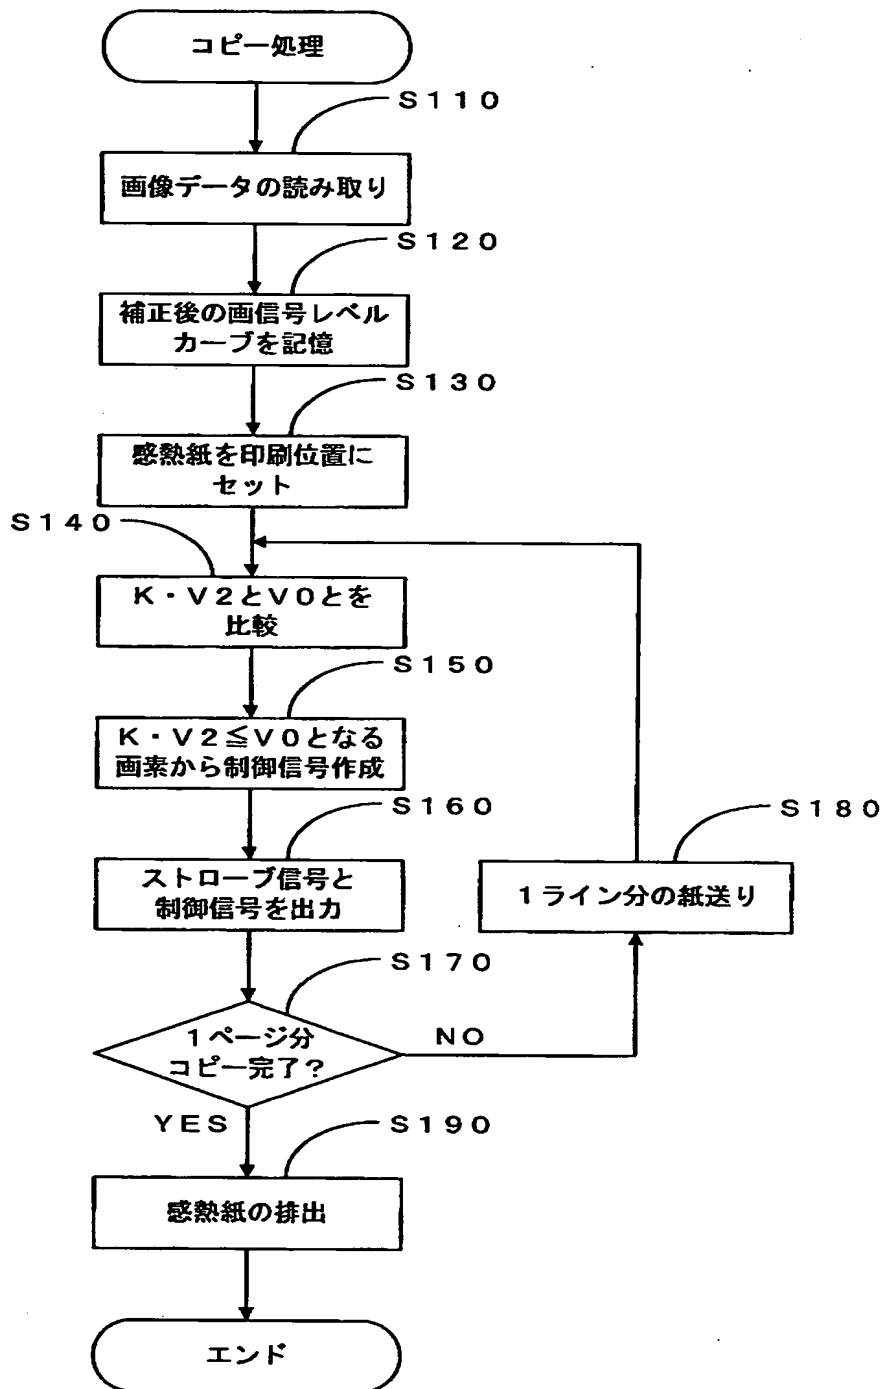 コピー処理
S110
画像データの読み取り
S120
補正後の画信号レベル
カーブを記憶
S130
感熱紙を印刷位置に
セット
S140
K・V2とV0とを
比較
S150
K・V2≦V0となる
画素から制御信号作成
S160
ストローブ信号と
制御信号を出力
S180
1ライン分の紙送り
S170
1ページ分
コピー完了?
NO
YES
S190
感熱紙の排出
エンド